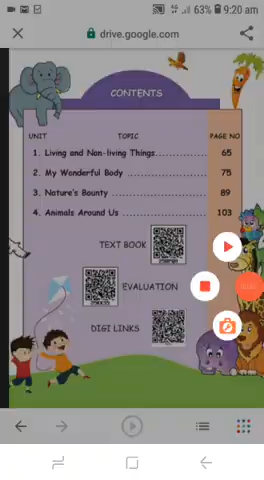 63% 9:20 am
drive.google.com
CONTENTS
UNIT TOPIC PAGE NO
1. Living and Non-living Things............... 65
2. My Wonderful Body ........................ 75
3. Nature's Bounty ........................... 89
4. Animals Around Us ........................ 103
TEXT BOOK
EVALUATION
DIGI LINKS